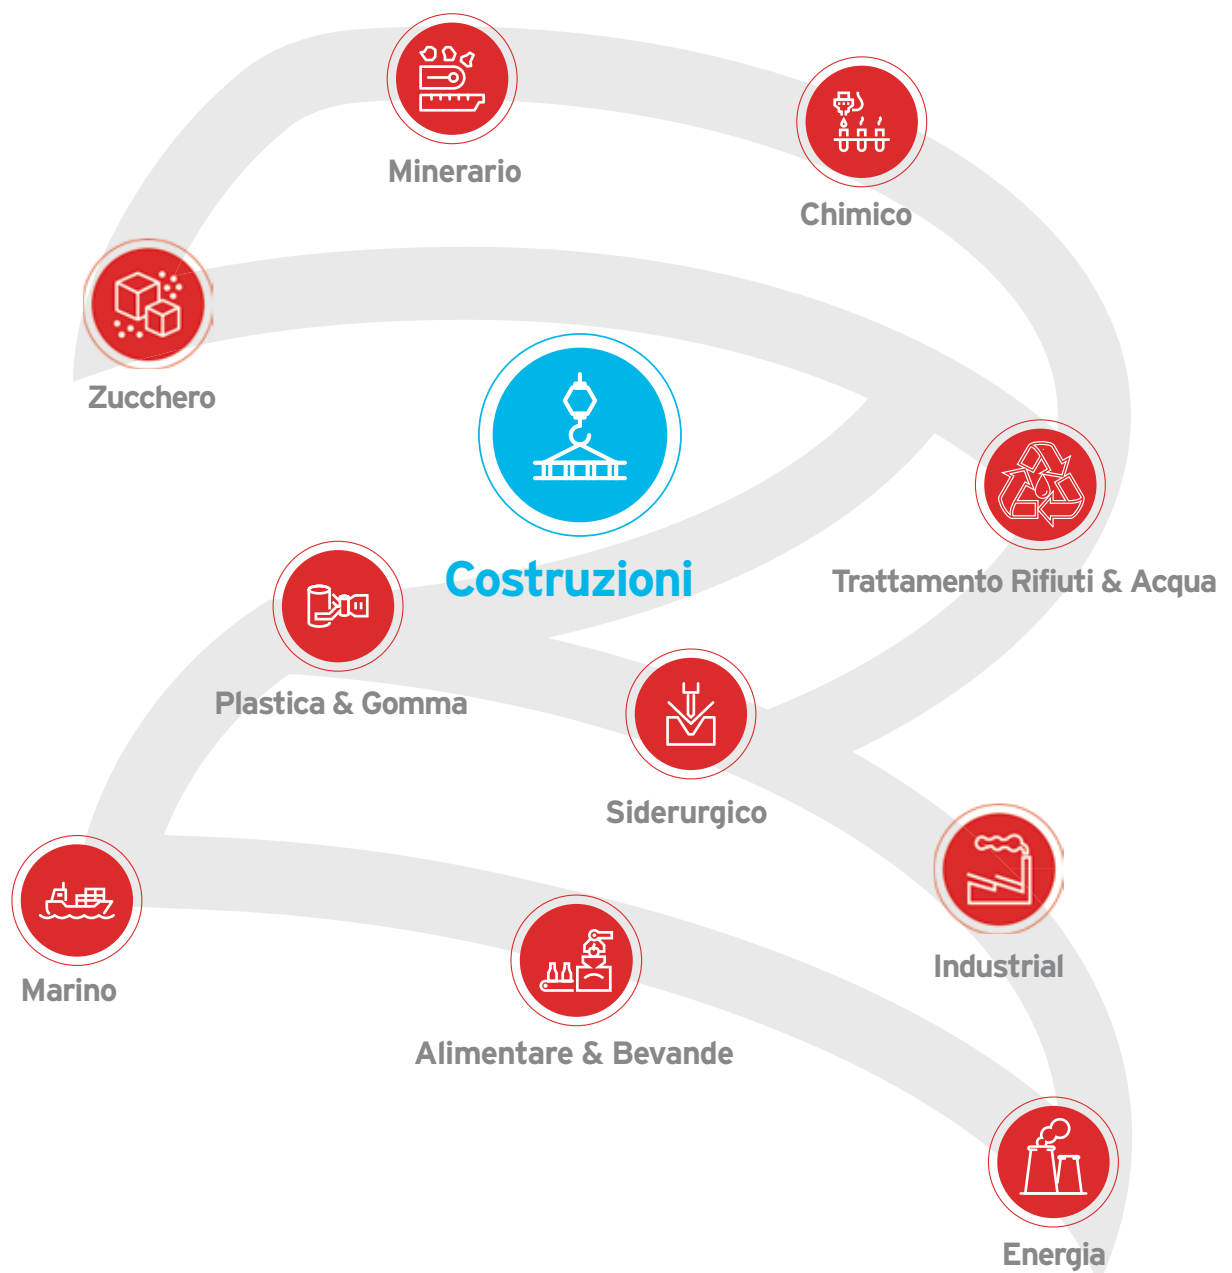 Minerario
Chimico
Zucchero
Costruzioni
Trattamento Rifiuti & Acqua
Plastica & Gomma
Siderurgico
Industrial
Marino
Alimentare & Bevande
Energia